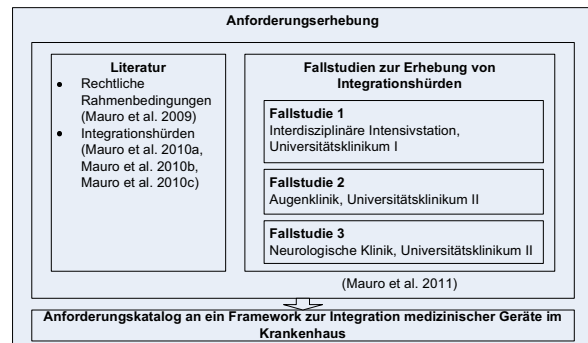 Anforderungserhebung
Literatur
• Rechtliche
Rahmenbedingungen
(Mauro et al. 2009)
• Integrationshürden
(Mauro et al. 2010a,
Mauro et al. 2010b,
Mauro et al. 2010c)
Fallstudien zur Erhebung von
Integrationshürden
Fallstudie 1
Interdisziplinäre Intensivstation,
Universitätsklinikum I
Fallstudie 2
Augenklinik, Universitätsklinikum II
Fallstudie 3
Neurologische Klinik, Universitätsklinikum II
(Mauro et al. 2011)
Anforderungskatalog an ein Framework zur Integration medizinischer Geräte im
Krankenhaus